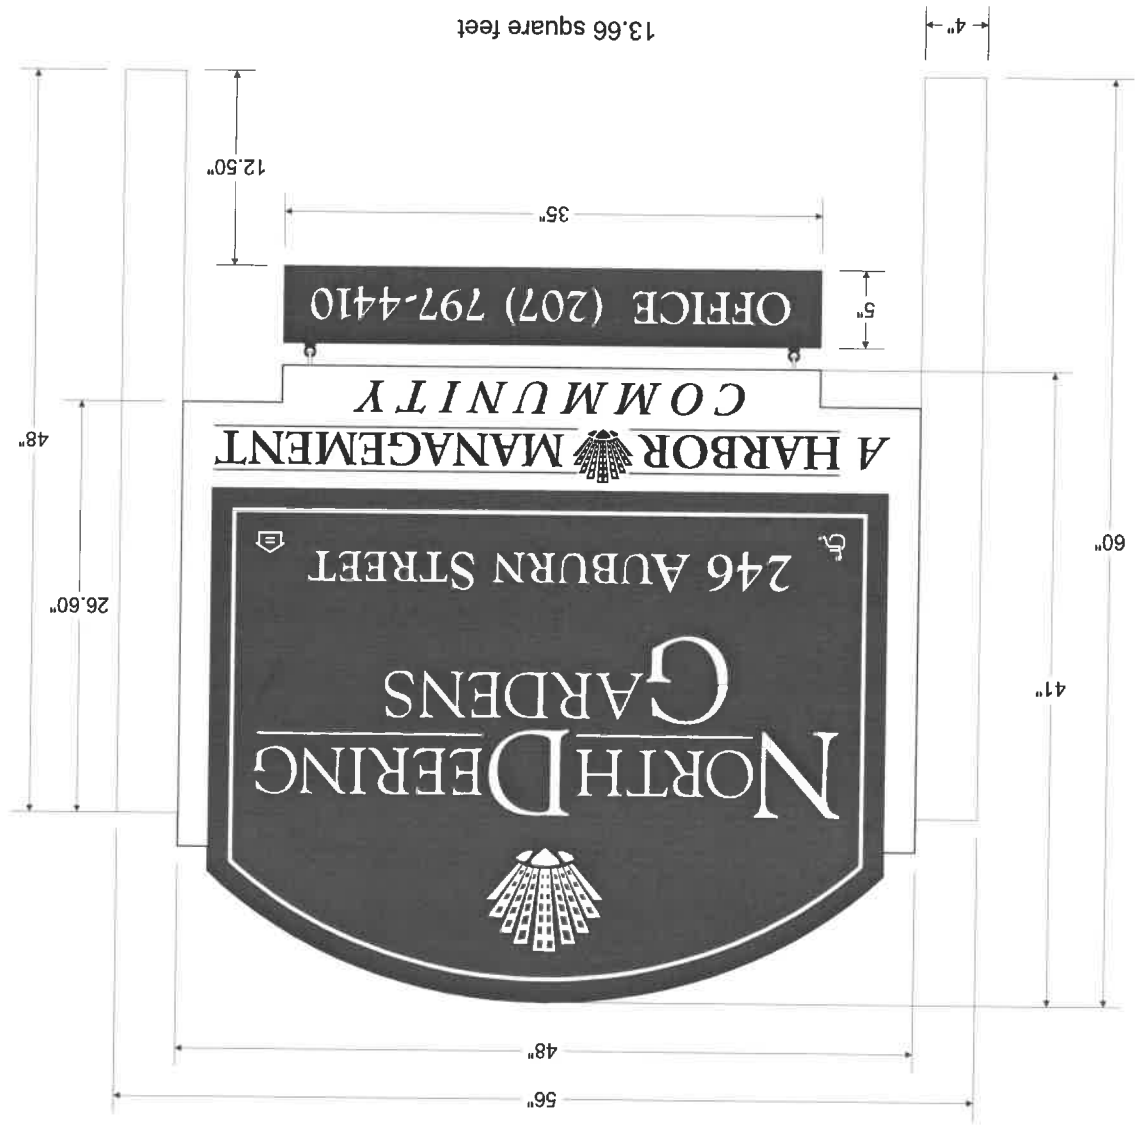 56"
48"
NORTH DEERING
GARDENS
246 AUBURN STREET
A HARBOR MANAGEMENT
COMMUNITY
OFFICE (207) 797-4410
41"
60"
26.60"
48"
5"
35"
12.50"
4"
13.66 square feet